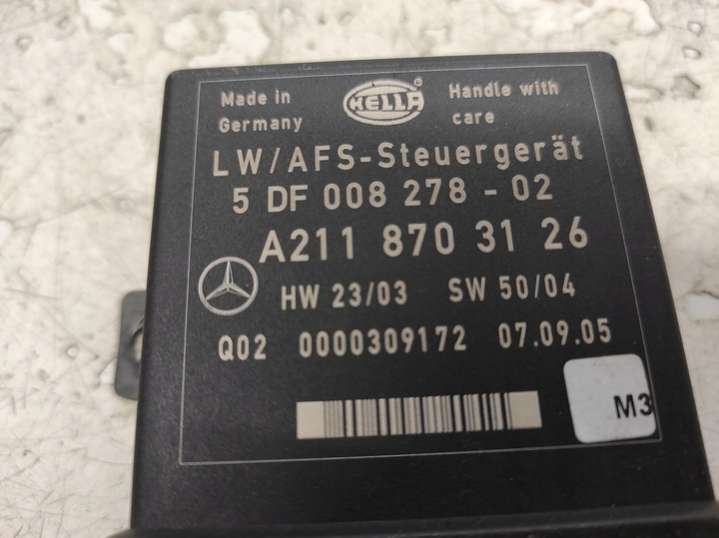 Made in Germany
HELLA
Handle with care
LW/AFS-Steuergerät
5 DF 008 278 - 02
A211 870 31 26
HW 23/03 SW 50/04
Q02 0000309172 07.09.05
M3